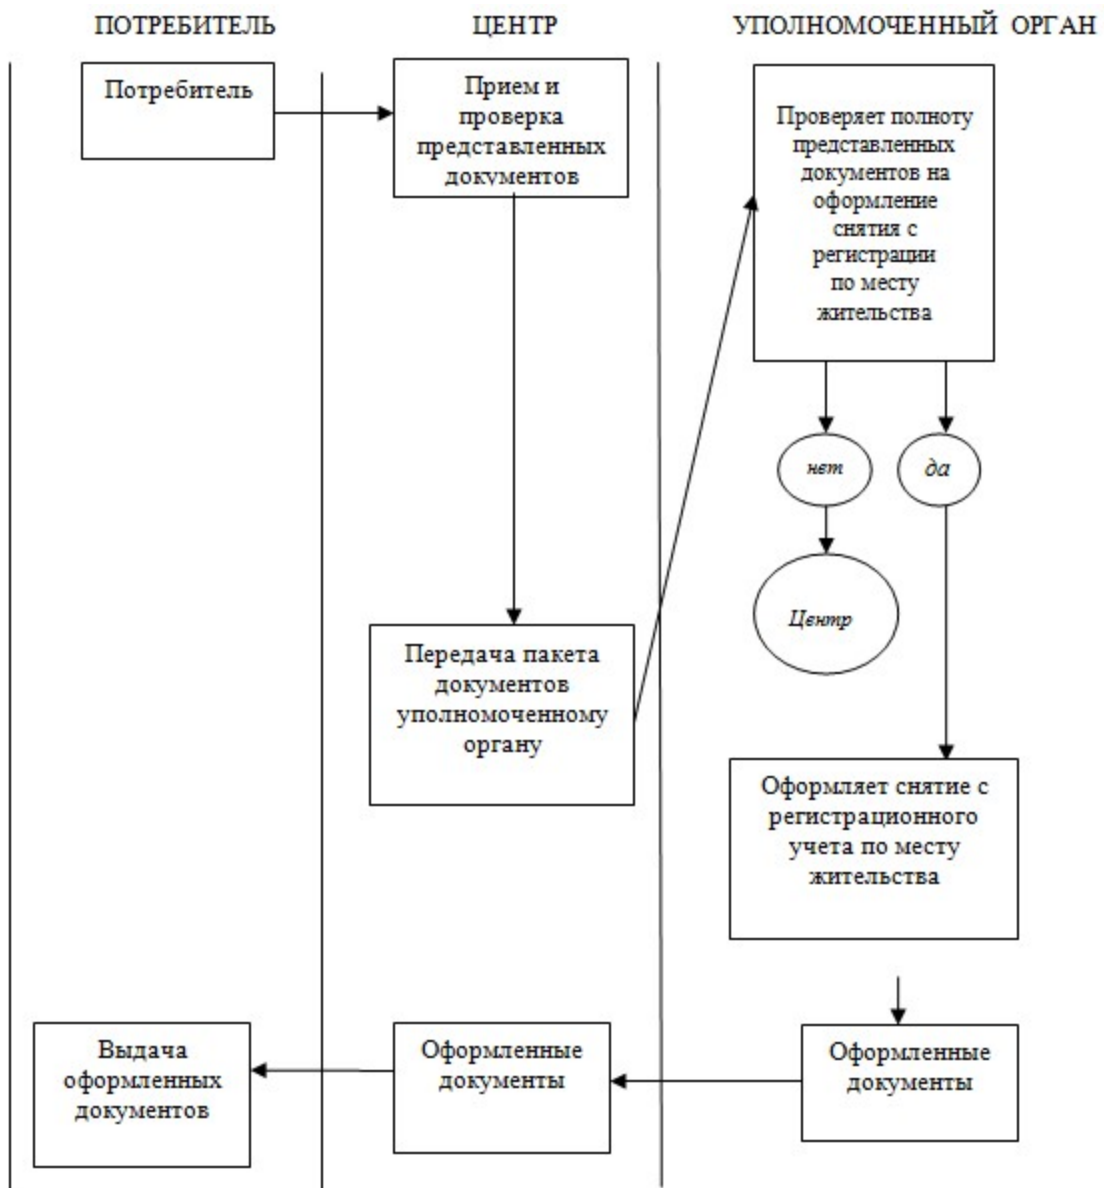 ПОТРЕБИТЕЛЬ
ЦЕНТР
УПОЛНОМОЧЕННЫЙ ОРГАН
Потребитель
Прием и
проверка
представленных
документов
Проверяет полноту
представленных
документов на
оформление
снятия с
регистрации
по месту
жительства
нет
да
Центр
Передача пакета
документов
уполномоченному
органу
Оформляет снятие с
регистрационного
учета по месту
жительства
Выдача
оформленных
документов
Оформленные
документы
Оформленные
документы